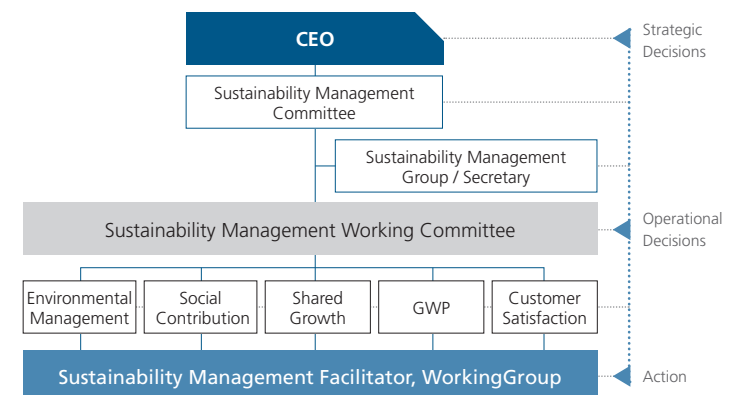 CEO
Strategic
Decisions
Sustainability Management
Committee
Sustainability Management
Group / Secretary
Sustainability Management Working Committee
Operational
Decisions
Environmental
Management
Social
Contribution
Shared
Growth
GWP
Customer
Satisfaction
Sustainability Management Facilitator, WorkingGroup
Action